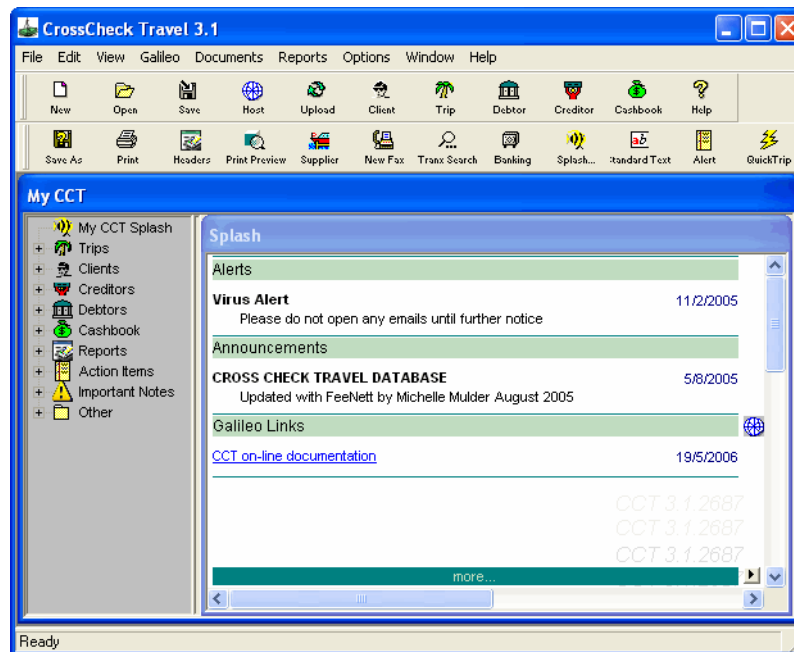 CrossCheck Travel 3.1
File Edit View Galileo Documents Reports Options Window Help
New Open Save Host Upload Client Trip Debtor Creditor Cashbook Help
Save As Print Headers Print Preview Supplier New Fax Tranx Search Banking Splash... tandard Text Alert QuickTrip
My CCT
My CCT Splash
Trips
Clients
Creditors
Debtors
Cashbook
Reports
Action Items
Important Notes
Other
Splash
Alerts
Virus Alert 11/2/2005
Please do not open any emails until further notice
Announcements
CROSS CHECK TRAVEL DATABASE 5/8/2005
Updated with FeeNett by Michelle Mulder August 2005
Galileo Links
CCT on-line documentation 19/5/2006
CCT 3.1.2687
CCT 3.1.2687
CCT 3.1.2687
more...
Ready